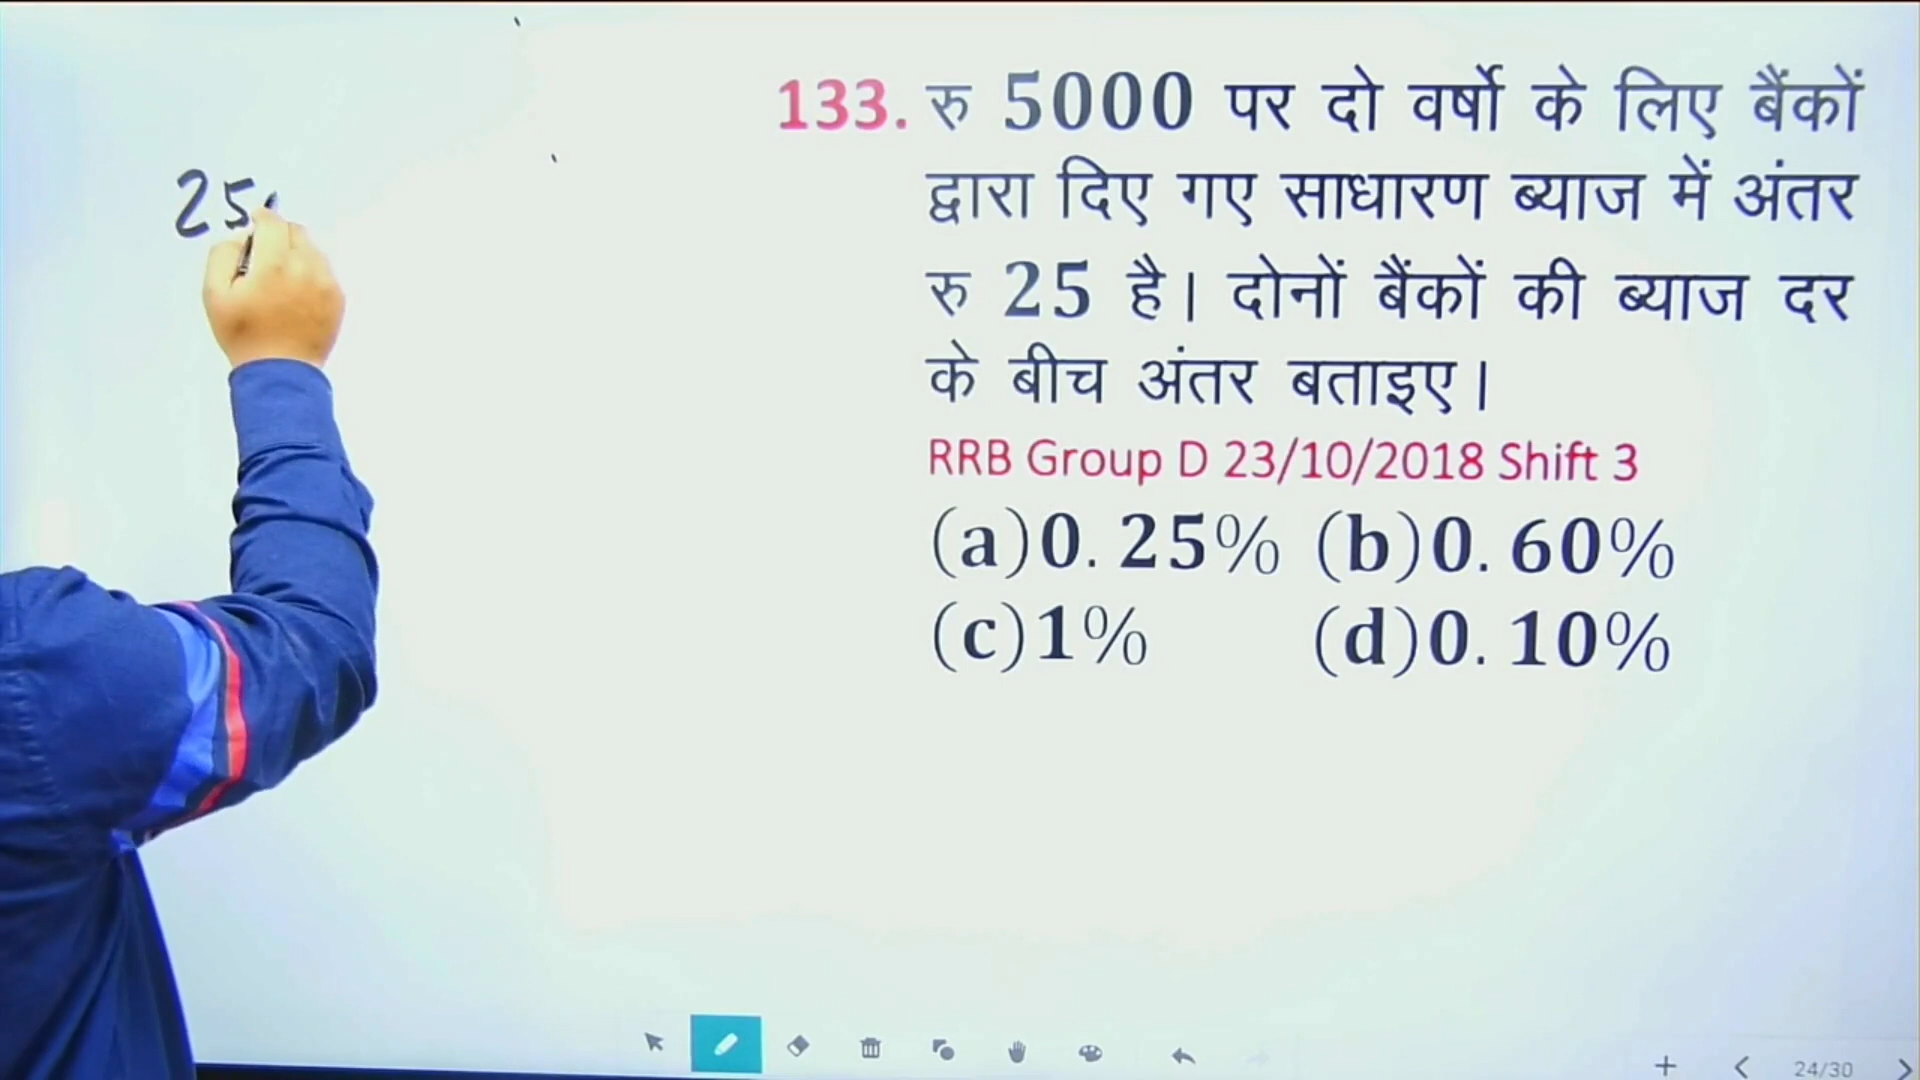 133. रु 5000 पर दो वर्षो के लिए बैंकों
द्वारा दिए गए साधारण ब्याज में अंतर
रु 25 है। दोनों बैंकों की ब्याज दर
के बीच अंतर बताइए।
RRB Group D 23/10/2018 Shift 3
(a)0.25% (b)0.60%
(c)1% (d)0.10%
25
24/30